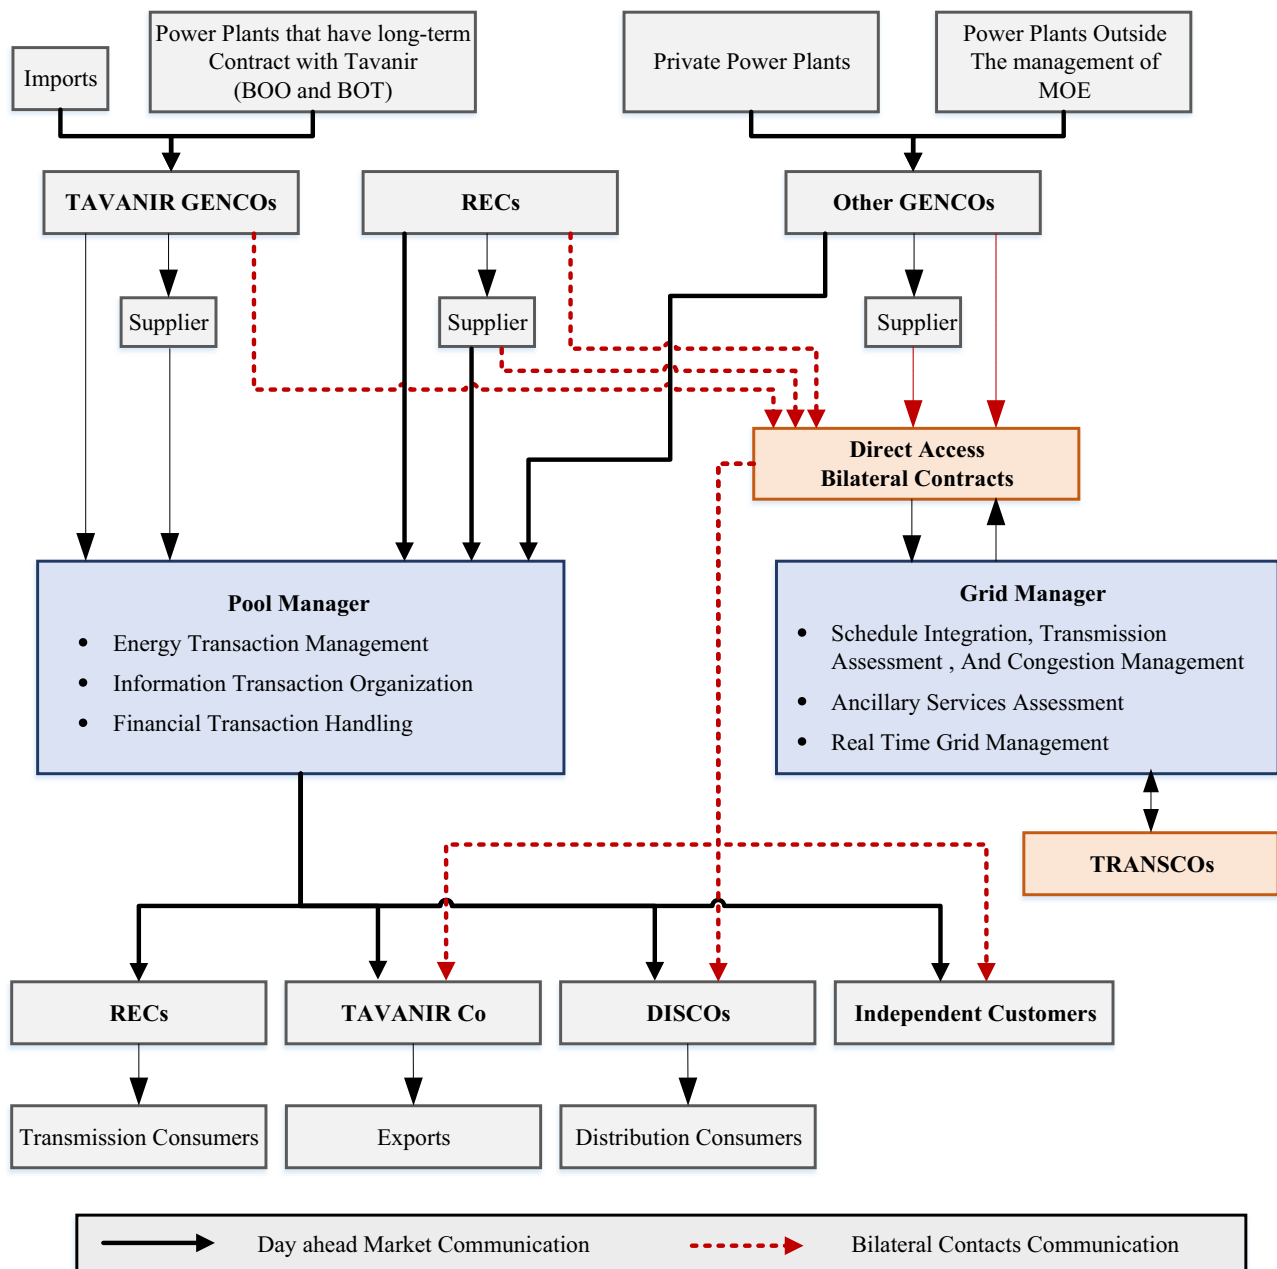 Imports
Power Plants that have long-term
Contract with Tavanir
(BOO and BOT)
Private Power Plants
Power Plants Outside
The management of
MOE
TAVANIR GENCOs
RECs
Other GENCOs
Supplier
Supplier
Supplier
Direct Access
Bilateral Contracts
Pool Manager
• Energy Transaction Management
• Information Transaction Organization
• Financial Transaction Handling
Grid Manager
• Schedule Integration, Transmission
Assessment , And Congestion Management
• Ancillary Services Assessment
• Real Time Grid Management
TRANSCOs
RECs
TAVANIR Co
DISCOs
Independent Customers
Transmission Consumers
Exports
Distribution Consumers
Day ahead Market Communication
Bilateral Contacts Communication